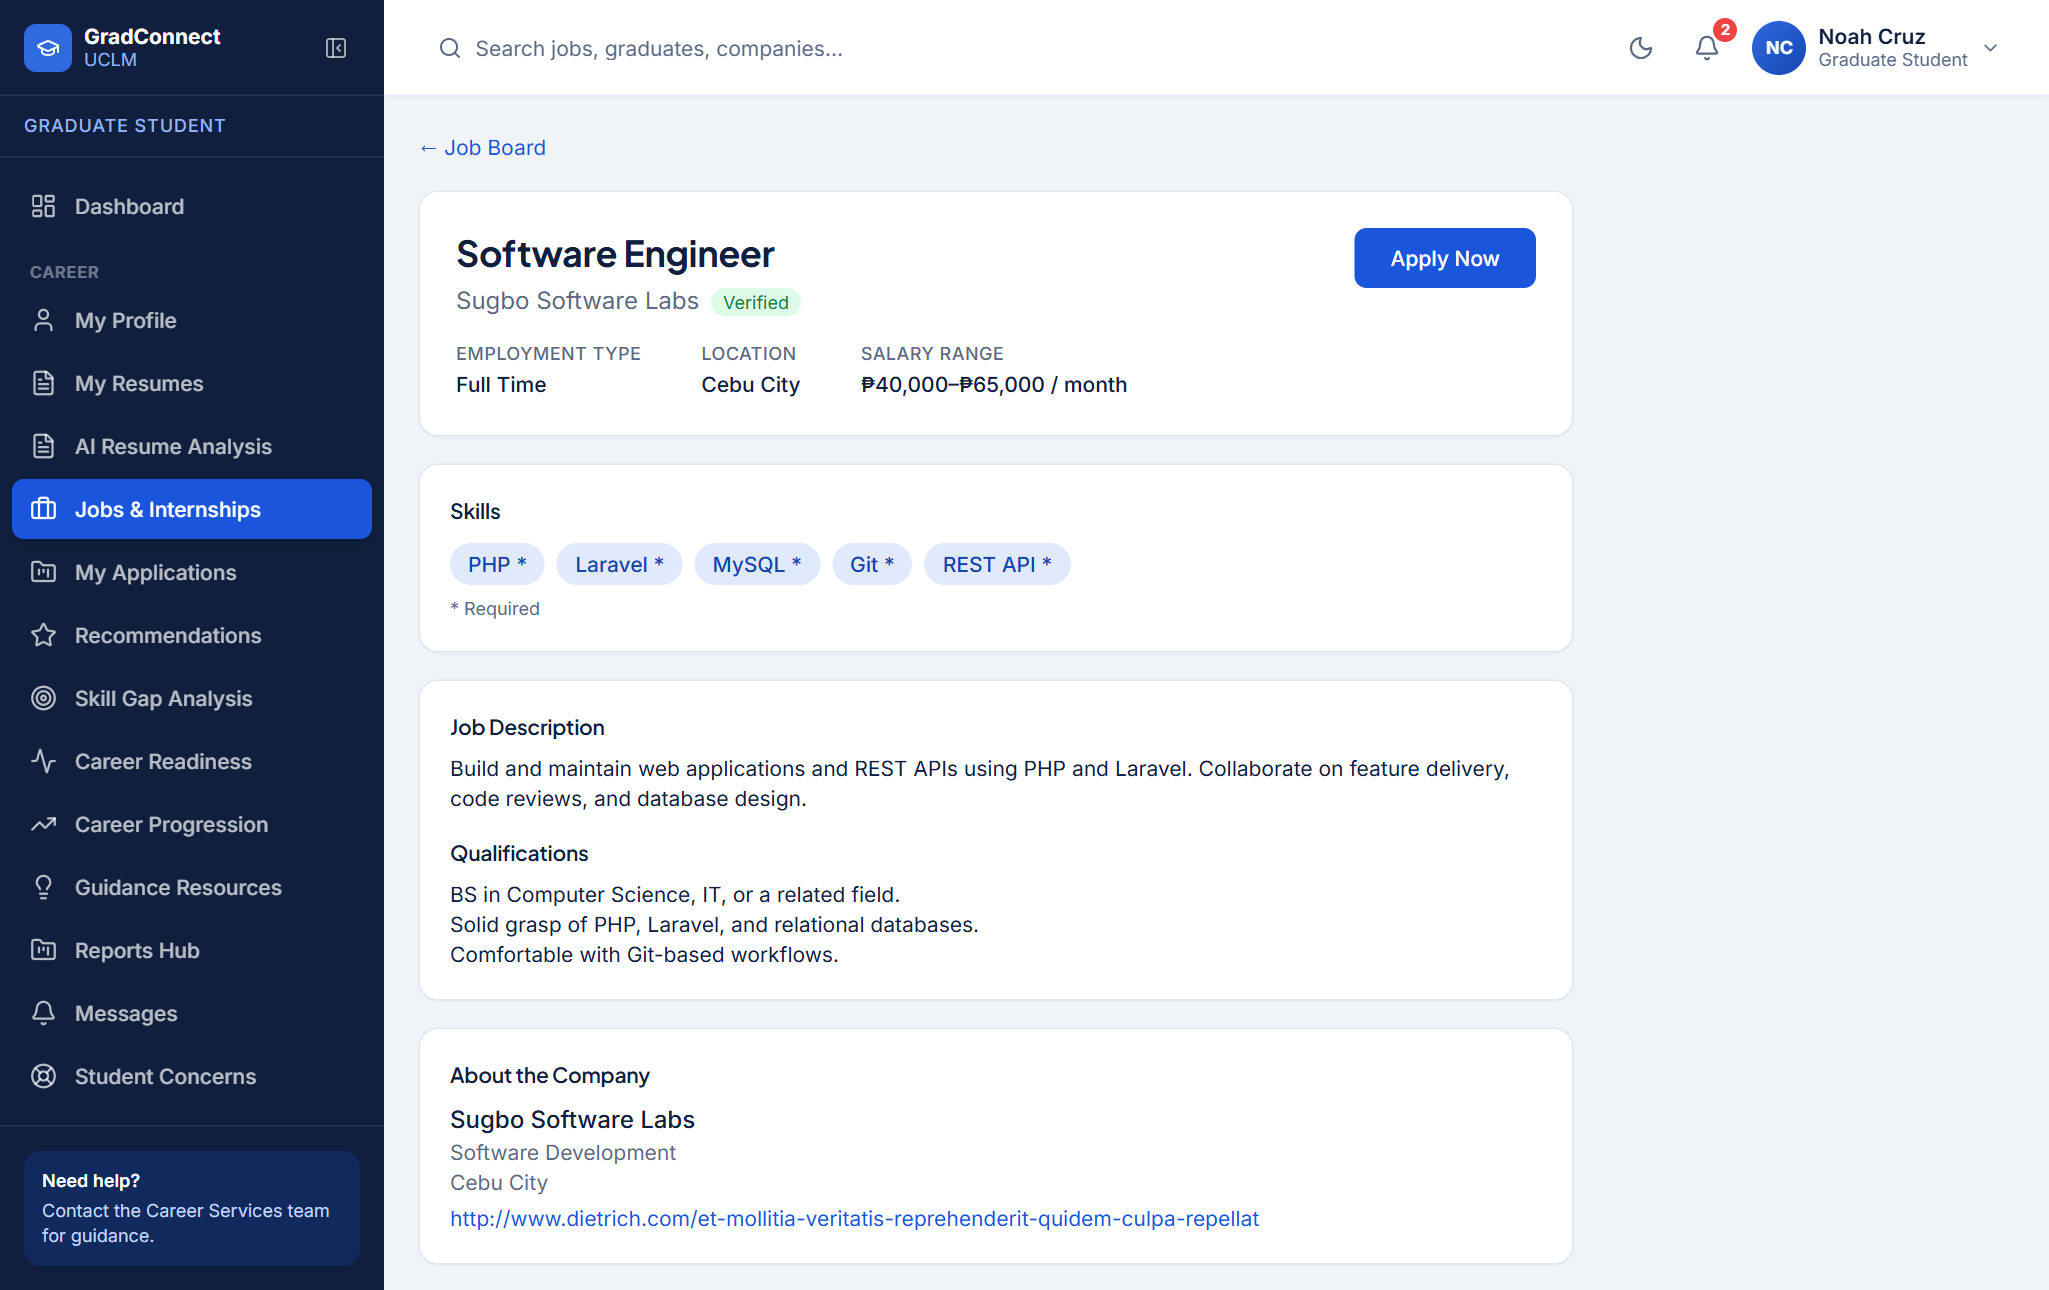 GradConnect
UCLM
GRADUATE STUDENT
Dashboard
CAREER
My Profile
My Resumes
AI Resume Analysis
Jobs & Internships
My Applications
Recommendations
Skill Gap Analysis
Career Readiness
Career Progression
Guidance Resources
Reports Hub
Messages
Student Concerns
Need help?
Contact the Career Services team
for guidance.
Search jobs, graduates, companies...
2
NC
Noah Cruz
Graduate Student
← Job Board
Software Engineer
Apply Now
Sugbo Software Labs Verified
EMPLOYMENT TYPE LOCATION SALARY RANGE
Full Time Cebu City ₱40,000–₱65,000 / month
Skills
PHP * Laravel * MySQL * Git * REST API *
* Required
Job Description
Build and maintain web applications and REST APIs using PHP and Laravel. Collaborate on feature delivery,
code reviews, and database design.
Qualifications
BS in Computer Science, IT, or a related field.
Solid grasp of PHP, Laravel, and relational databases.
Comfortable with Git-based workflows.
About the Company
Sugbo Software Labs
Software Development
Cebu City
http://www.dietrich.com/et-mollitia-veritatis-reprehenderit-quidem-culpa-repellat